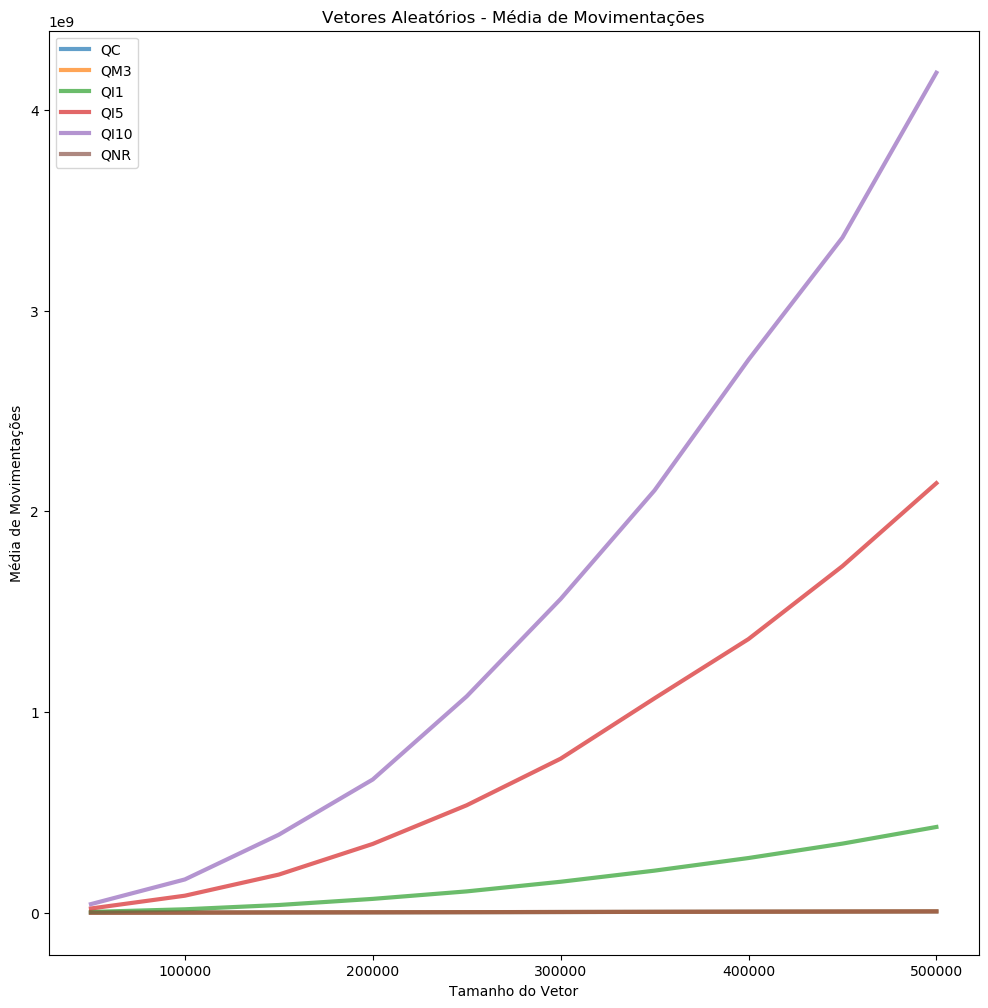 Vetores Aleatórios - Média de Movimentações
1e9
QC
QM3
QI1
QI5
QI10
QNR
4
3
2
1
0
Média de Movimentações
100000 200000 300000 400000 500000
Tamanho do Vetor